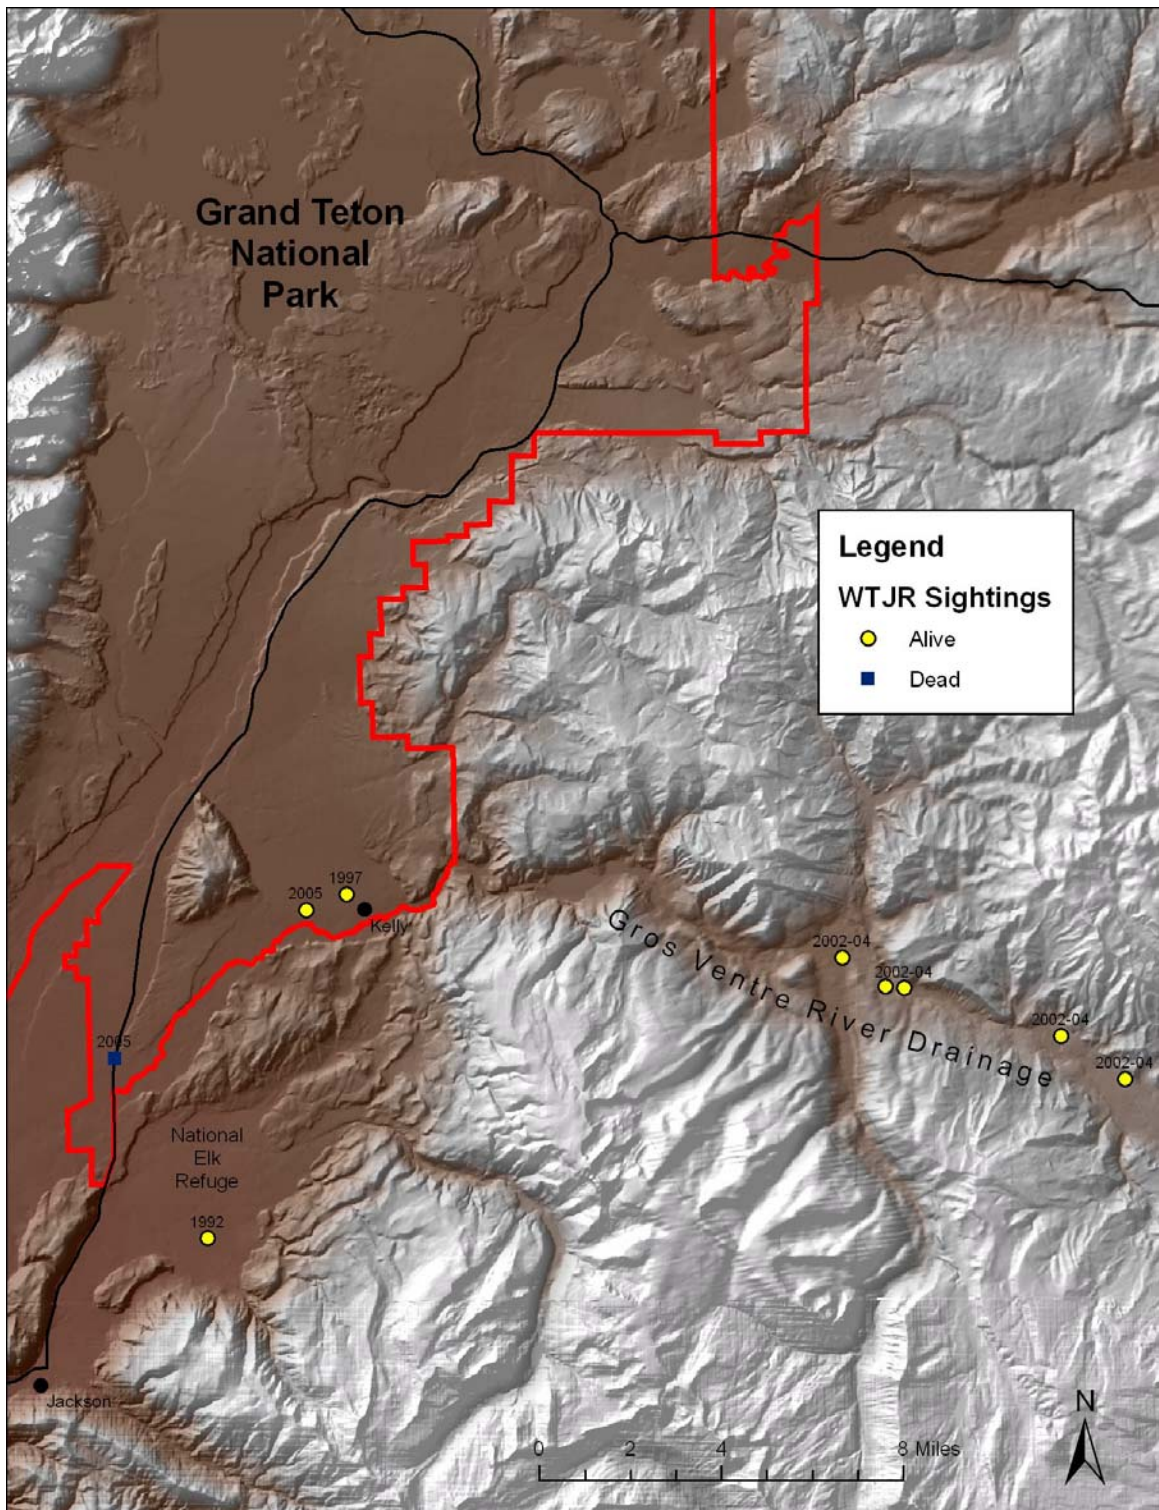 Grand Teton
National
Park
Legend
WTJR Sightings
Alive
Dead
1997
2005
Kelly
Gros Ventre River Drainage
2002-04
2002-04
2002-04
2002-04
2005
National
Elk
Refuge
1992
Jackson
N
0 2 4 8 Miles